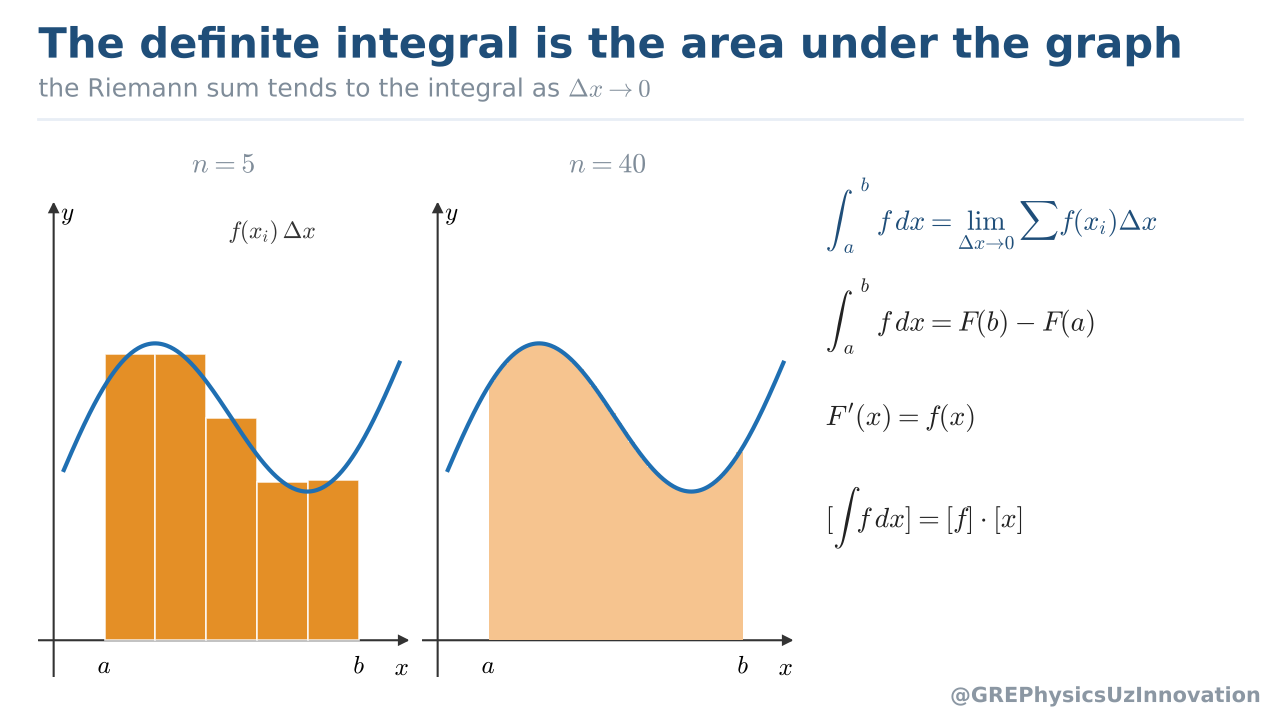 The definite integral is the area under the graph
the Riemann sum tends to the integral as Δx → 0
n = 5
n = 40
y
f(x_i) Δx
a
b
x
y
a
b
x
∫_a^b f dx = lim_{Δx→0} ∑ f(x_i)Δx
∫_a^b f dx = F(b) − F(a)
F′(x) = f(x)
[∫ f dx] = [f] · [x]
@GREPhysicsUzInnovation